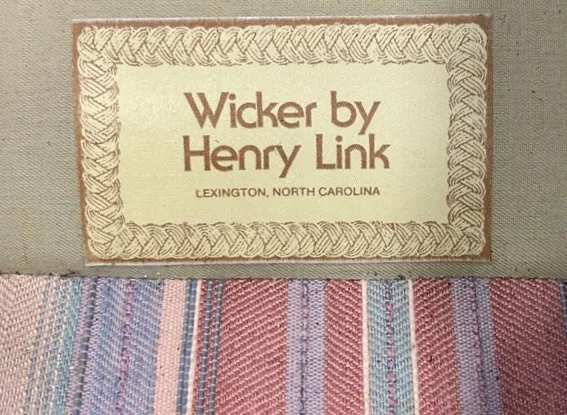 Wicker by
Henry Link
LEXINGTON, NORTH CAROLINA